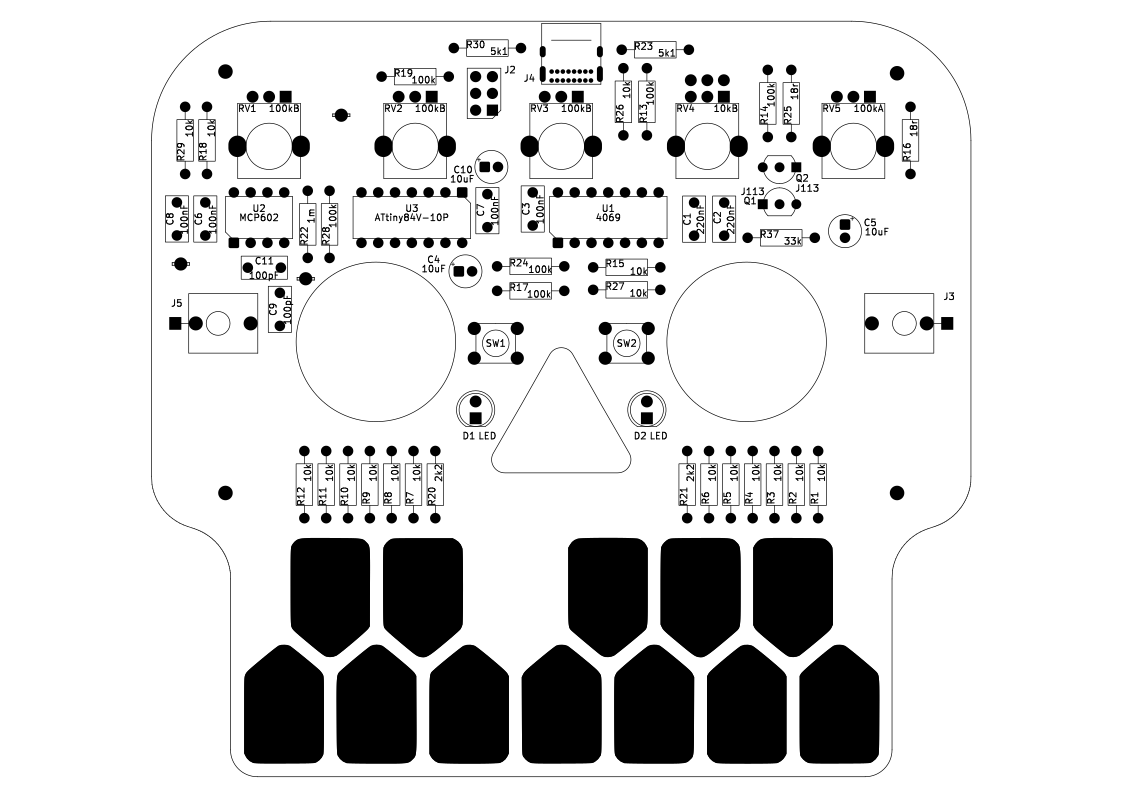 R30
5k1
R23
5k1
J4
J2
R19
100k
R26
10k
R13
100k
R14
100k
R25
18r
RV1
100kB
RV2
100kB
RV3
100kB
RV4
10kB
RV5
100kA
R29
10k
R18
10k
R16
18r
C10
10uF
Q2
J113
J113
Q1
C8
100nF
C6
100nF
U2
MCP602
R22
1m
R28
100k
U3
ATtiny84V-10P
C7
100nF
C3
100nF
U1
4069
C1
220nF
C2
220nF
R37
33k
C5
10uF
C11
100pF
C4
10uF
R24
100k
R15
10k
R17
100k
R27
10k
J5
C9
100pF
J3
SW1
SW2
D1 LED
D2 LED
R12
10k
R11
10k
R10
10k
R9
10k
R8
10k
R7
10k
R20
2k2
R21
2k2
R6
10k
R5
10k
R4
10k
R3
10k
R2
10k
R1
10k